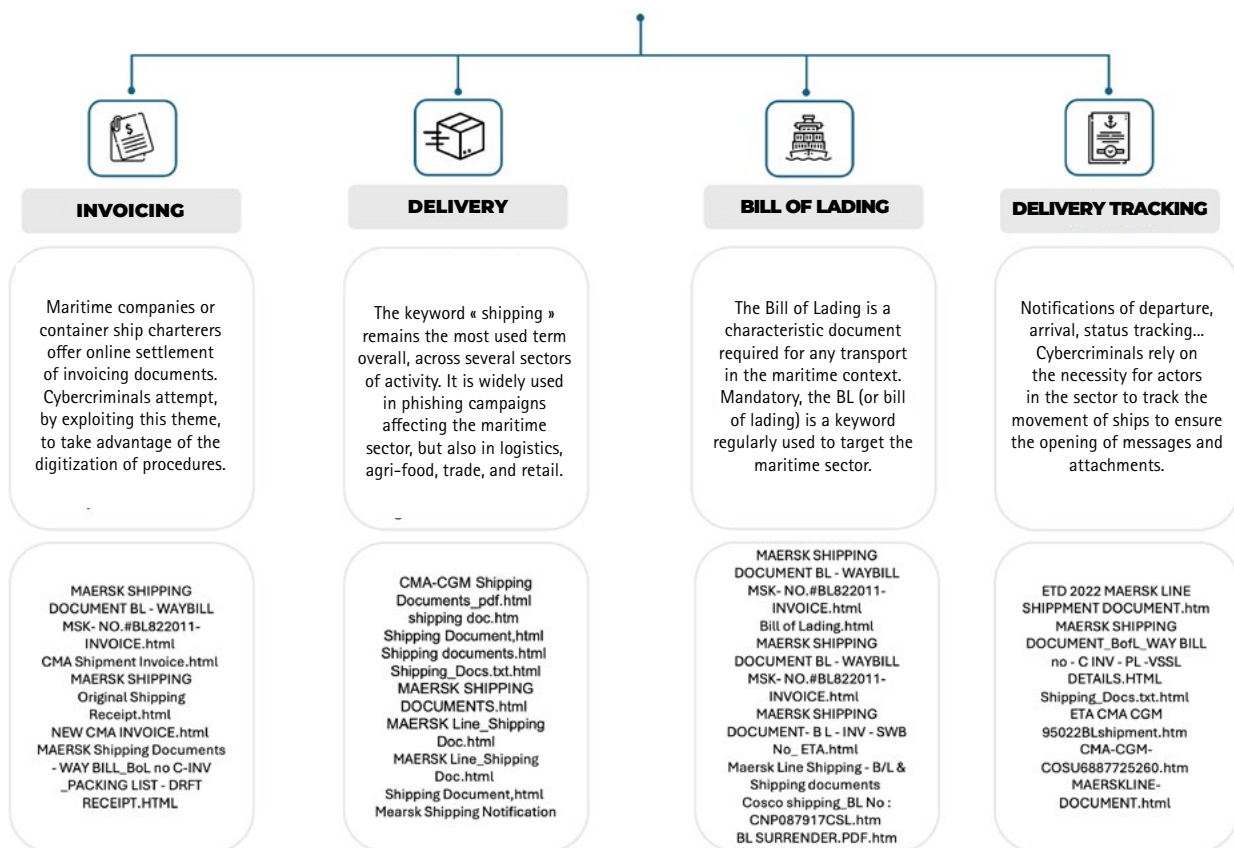 INVOICING
Maritime companies or
container ship charterers
offer online settlement
of invoicing documents.
Cybercriminals attempt,
by exploiting this theme,
to take advantage of the
digitization of procedures.
MAERSK SHIPPING
DOCUMENT BL - WAYBILL
MSK- NO.#BL822011-
INVOICE.html
CMA Shipment Invoice.html
MAERSK SHIPPING
Original Shipping
Receipt.html
NEW CMA INVOICE.html
MAERSK Shipping Documents
- WAY BILL_BoL no C-INV
_PACKING LIST - DRFT
RECEIPT.HTML
DELIVERY
The keyword « shipping »
remains the most used term
overall, across several sectors
of activity. It is widely used
in phishing campaigns
affecting the maritime
sector, but also in logistics,
agri-food, trade, and retail.
CMA-CGM Shipping
Documents_pdf.html
shipping doc.htm
Shipping Document,html
Shipping documents.html
Shipping_Docs.txt.html
MAERSK SHIPPING
DOCUMENTS.html
MAERSK Line_Shipping
Doc.html
MAERSK Line_Shipping
Doc.html
Shipping Document,html
Mearsk Shipping Notification
BILL OF LADING
The Bill of Lading is a
characteristic document
required for any transport
in the maritime context.
Mandatory, the BL (or bill
of lading) is a keyword
regularly used to target the
maritime sector.
MAERSK SHIPPING
DOCUMENT BL - WAYBILL
MSK- NO.#BL822011-
INVOICE.html
Bill of Lading.html
MAERSK SHIPPING
DOCUMENT BL - WAYBILL
MSK- NO.#BL822011-
INVOICE.html
MAERSK SHIPPING
DOCUMENT- B L - INV - SWB
No_ ETA.html
Maersk Line Shipping - B/L &
Shipping documents
Cosco shipping_BL No :
CNP087917CSL.htm
BL SURRENDER.PDF.htm
DELIVERY TRACKING
Notifications of departure,
arrival, status tracking...
Cybercriminals rely on
the necessity for actors
in the sector to track the
movement of ships to ensure
the opening of messages and
attachments.
ETD 2022 MAERSK LINE
SHIPPMENT DOCUMENT.htm
MAERSK SHIPPING
DOCUMENT_BofL_WAY BILL
no - C INV - PL -VSSL
DETAILS.HTML
Shipping_Docs.txt.html
ETA CMA CGM
95022BLshipment.htm
CMA-CGM-
COSU6887725260.htm
MAERSKLINE-
DOCUMENT.html